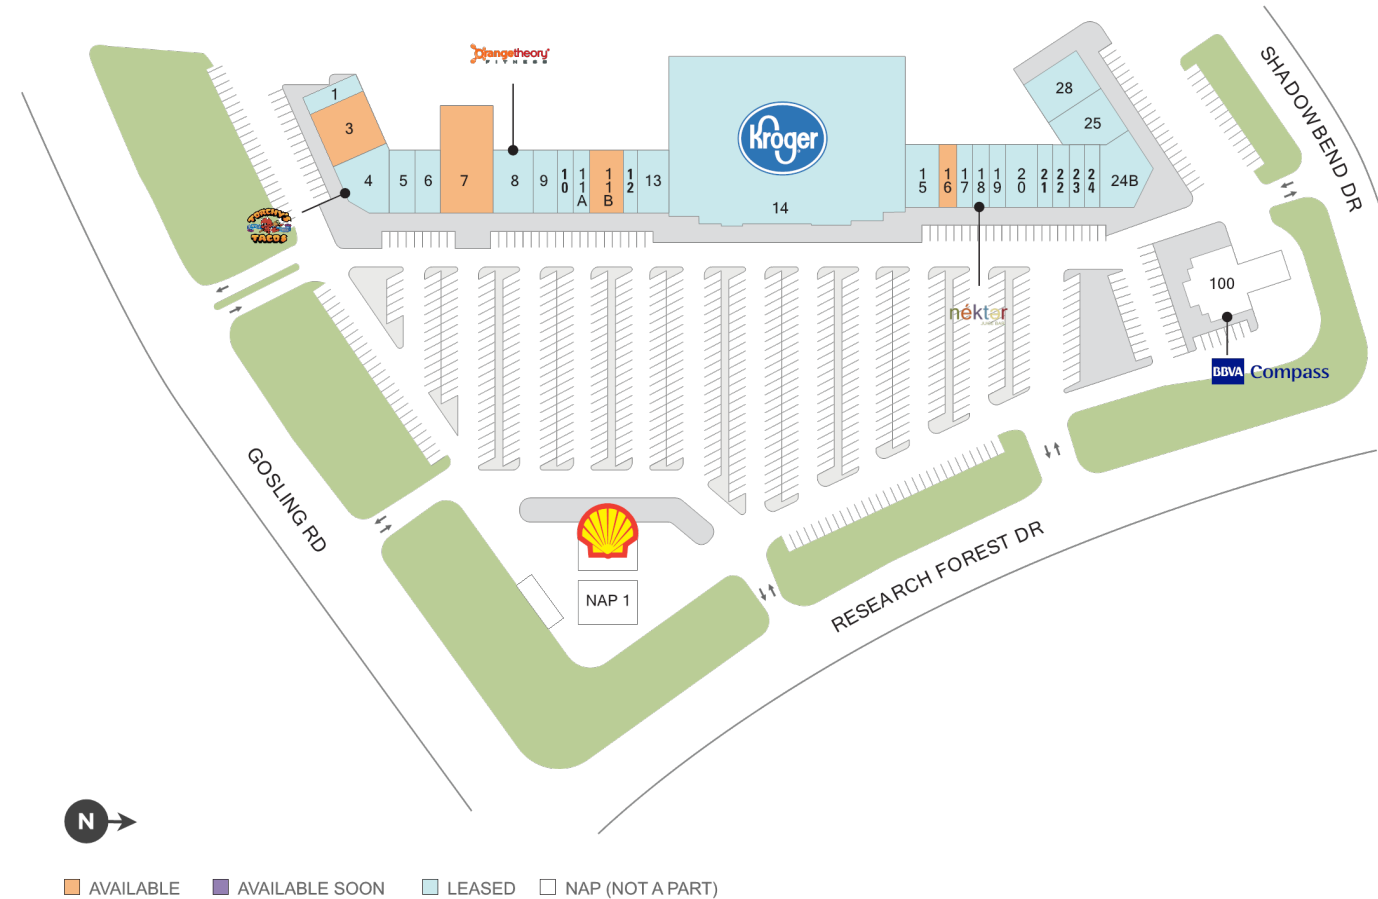 orangetheory
FITNESS
1
3
4
5
6
7
8
9
10
11A
11B
12
13
Kroger
14
15
16
17
18
19
20
21
22
23
24
24B
25
28
TORCHY'S
TACOS
nékter
100
BBVA Compass
SHADOWBEND DR
GOSLING RD
RESEARCH FOREST DR
NAP 1
N
AVAILABLE
AVAILABLE SOON
LEASED
NAP (NOT A PART)